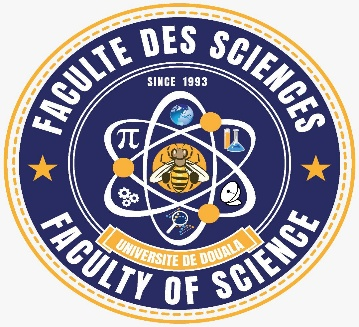 FACULTE DES SCIENCES
SINCE 1993
π
UNIVERSITE DE DOUALA
FACULTY OF SCIENCE